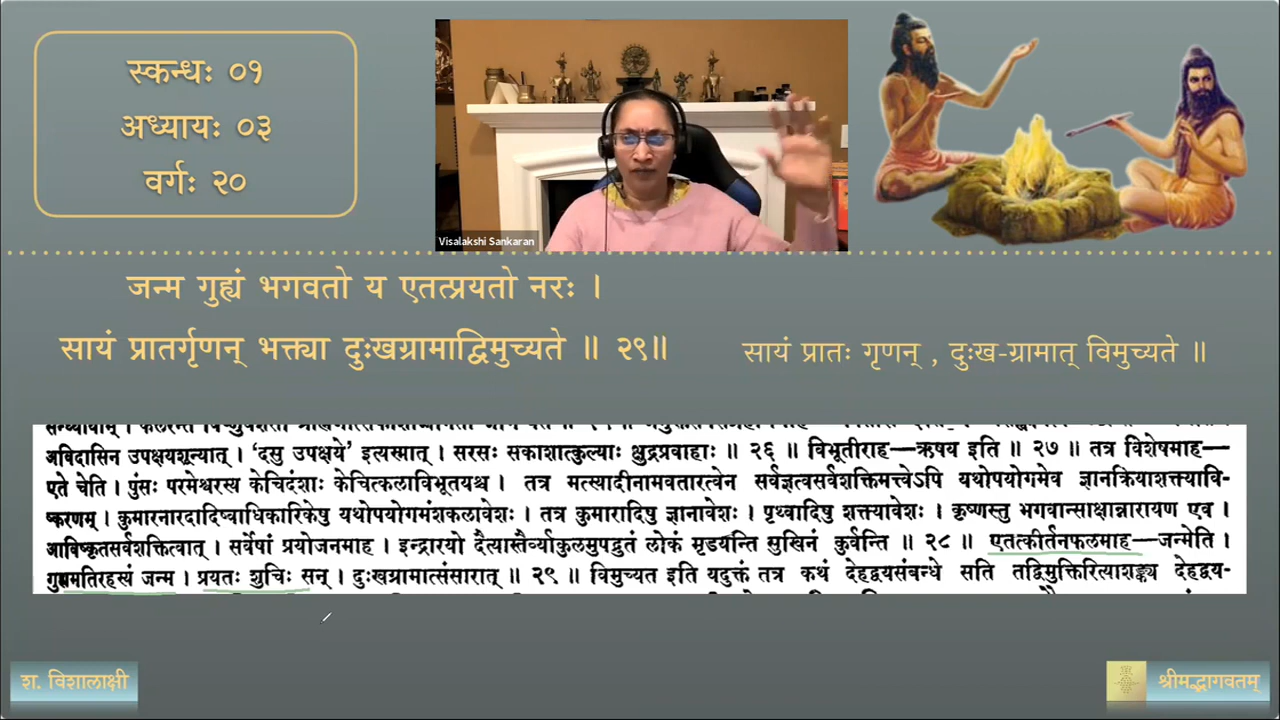 स्कन्धः ०१
अध्यायः ०३
वर्गः २०
Visalakshi Sankaran
जन्म गुह्यं भगवतो य एतत्प्रयतो नरः ।
सायं प्रातर्गृणन् भक्त्या दुःखग्रामाद्विमुच्यते ॥ २९॥
सायं प्रातः गृणन् , दुःख-ग्रामात् विमुच्यते ॥
अविदासिन उपक्षयशून्यात् । ‘दसु उपक्षये’ इत्यस्मात् । सरसः सकाशात्कुल्याः क्षुद्रप्रवाहाः ॥ २६ ॥ विभूतीराह—ऋषय इति ॥ २७ ॥ तत्र विशेषमाह—
एते चेति । पुंसः परमेश्वरस्य केचिदंशाः केचित्कलाविभूतयश्च । तत्र मत्स्यादीनामवतारत्वेन सर्वज्ञत्वसर्वशक्तिमत्त्वेऽपि यथोपयोगमेव ज्ञानक्रियाशक्त्यावि-
ष्करणम् । कुमारनारदादिष्वाधिकारिकेषु यथोपयोगमंशकलावेशः । तत्र कुमारादिषु ज्ञानावेशः । पृथ्वादिषु शक्त्यावेशः । कृष्णस्तु भगवान्साक्षान्नारायण एव ।
आविष्कृतसर्वशक्तित्वात् । सर्वेषां प्रयोजनमाह । इन्द्रारयो दैत्यास्तैर्व्याकुलमुपद्रुतं लोकं मृडयन्ति सुखिनं कुर्वन्ति ॥ २८ ॥ एतत्कीर्तनफलमाह—जन्मेति ।
गुह्यमतिरहस्यं जन्म । प्रयतः शुचिः सन् । दुःखग्रामात्संसारात् ॥ २९ ॥ विमुच्यत इति यदुक्तं तत्र कथं देहद्वयसंबन्धे सति तद्विमुक्तिरित्याशङ्क्य देहद्वय-
श. विशालाक्षी
श्रीमद्भागवतम्